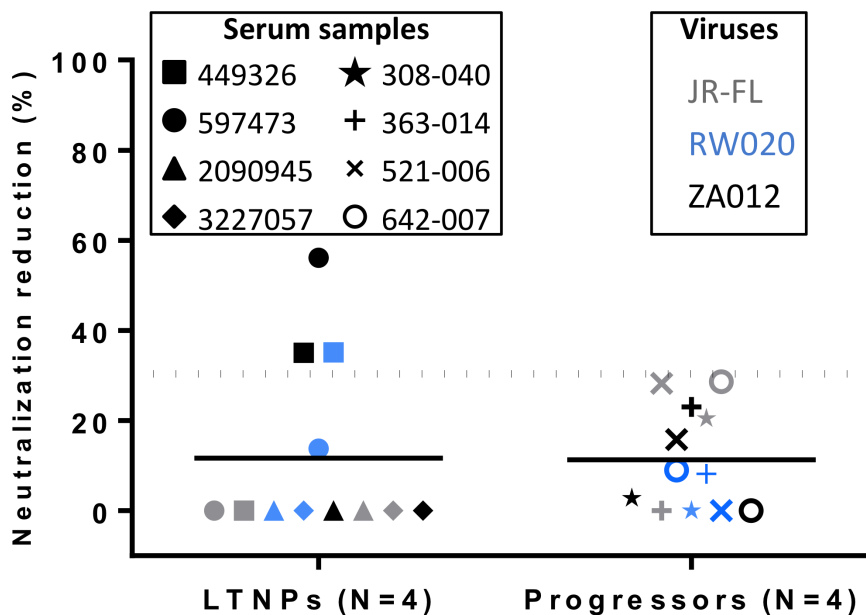 Serum samples
449326 308-040
597473 363-014
2090945 521-006
3227057 642-007
Viruses
JR-FL
RW020
ZA012
Neutralization reduction (%)
100
80
60
40
20
0
LTNPs (N=4) Progressors (N=4)